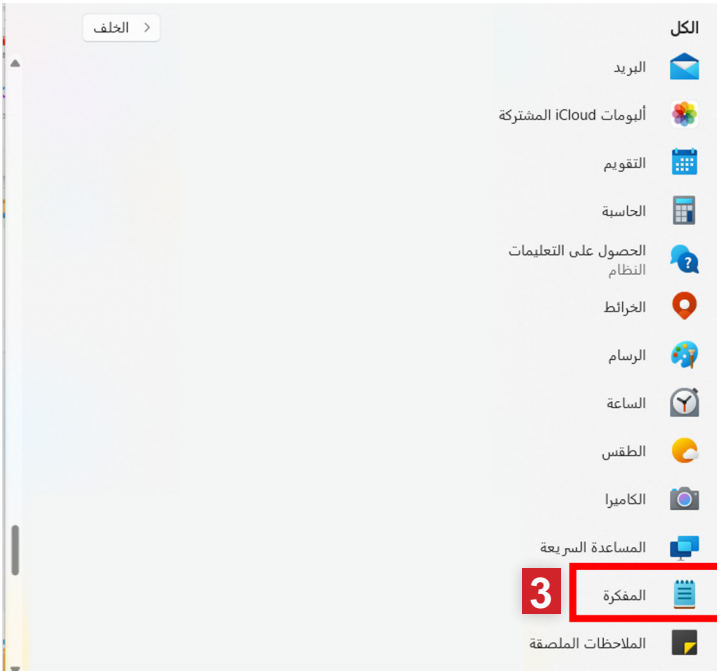 الكل
الخلف
البريد
ألبومات iCloud المشتركة
التقويم
الحاسبة
الحصول على التعليمات
النظام
الخرائط
الرسام
الساعة
الطقس
الكاميرا
المساعدة السريعة
المفكرة
3
الملاحظات الملصقة